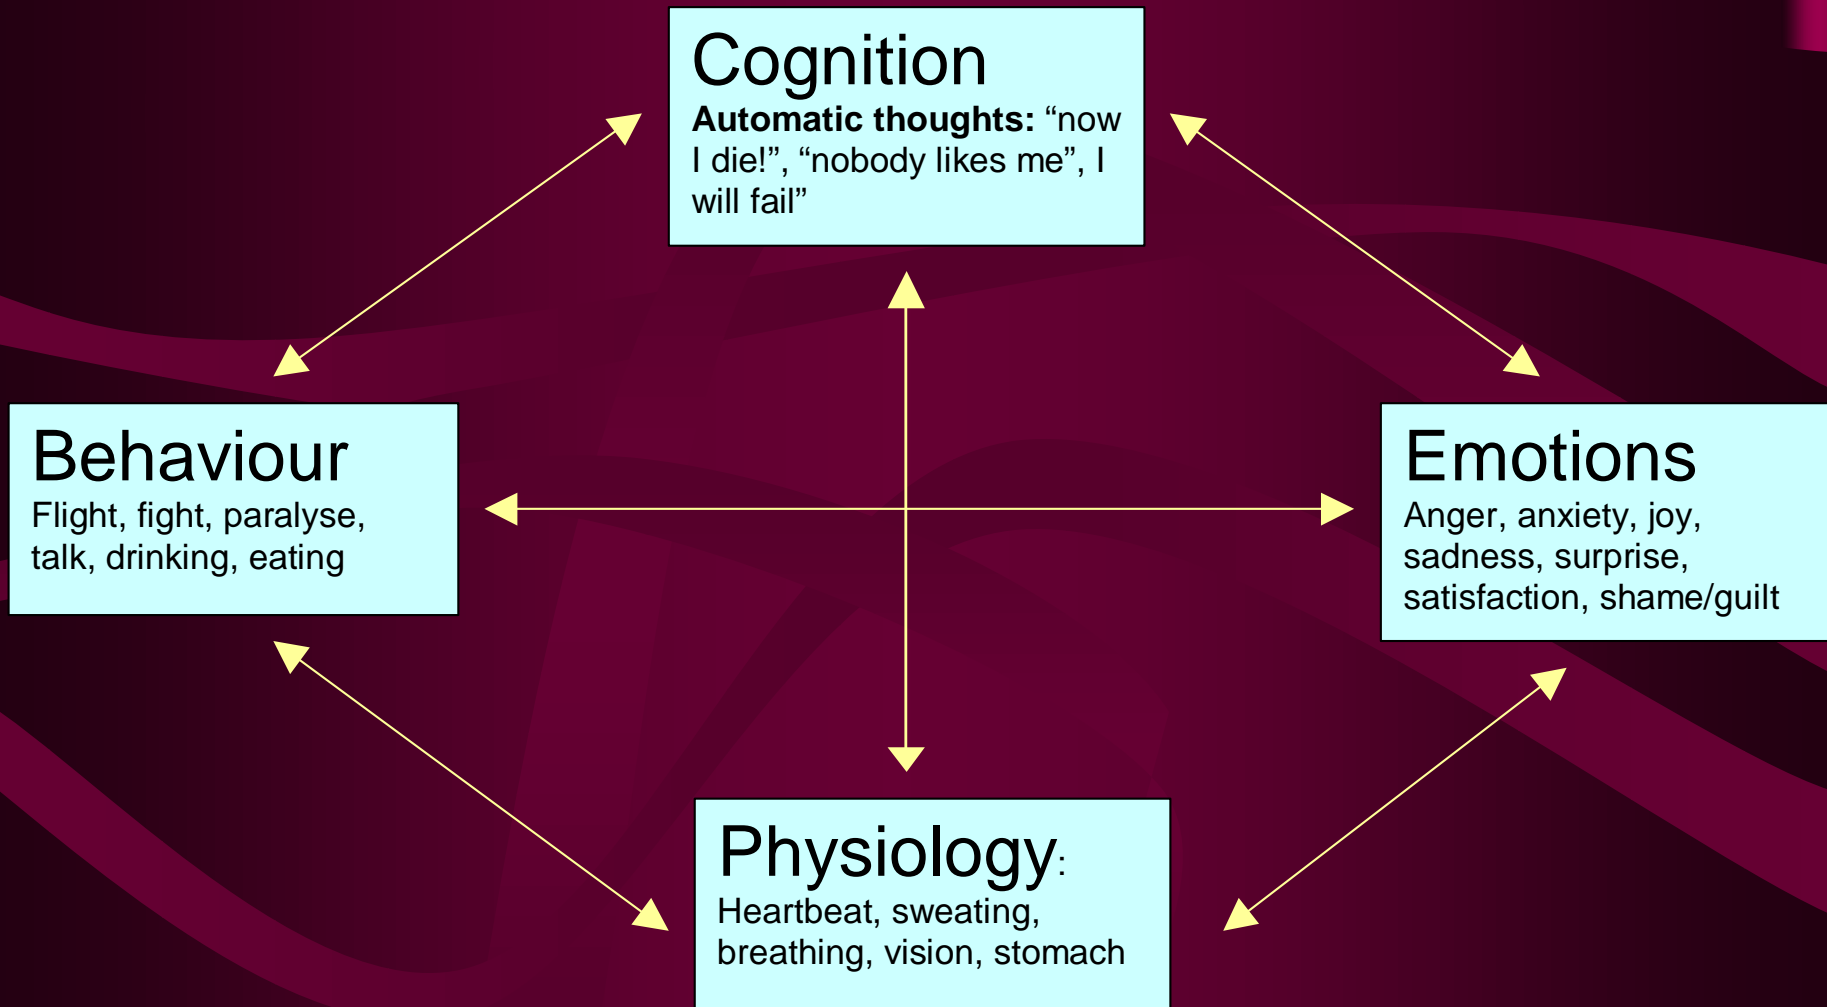 Cognition
Automatic thoughts: “now
I die!”, “nobody likes me”, I
will fail”
Behaviour
Flight, fight, paralyse,
talk, drinking, eating
Emotions
Anger, anxiety, joy,
sadness, surprise,
satisfaction, shame/guilt
Physiology:
Heartbeat, sweating,
breathing, vision, stomach